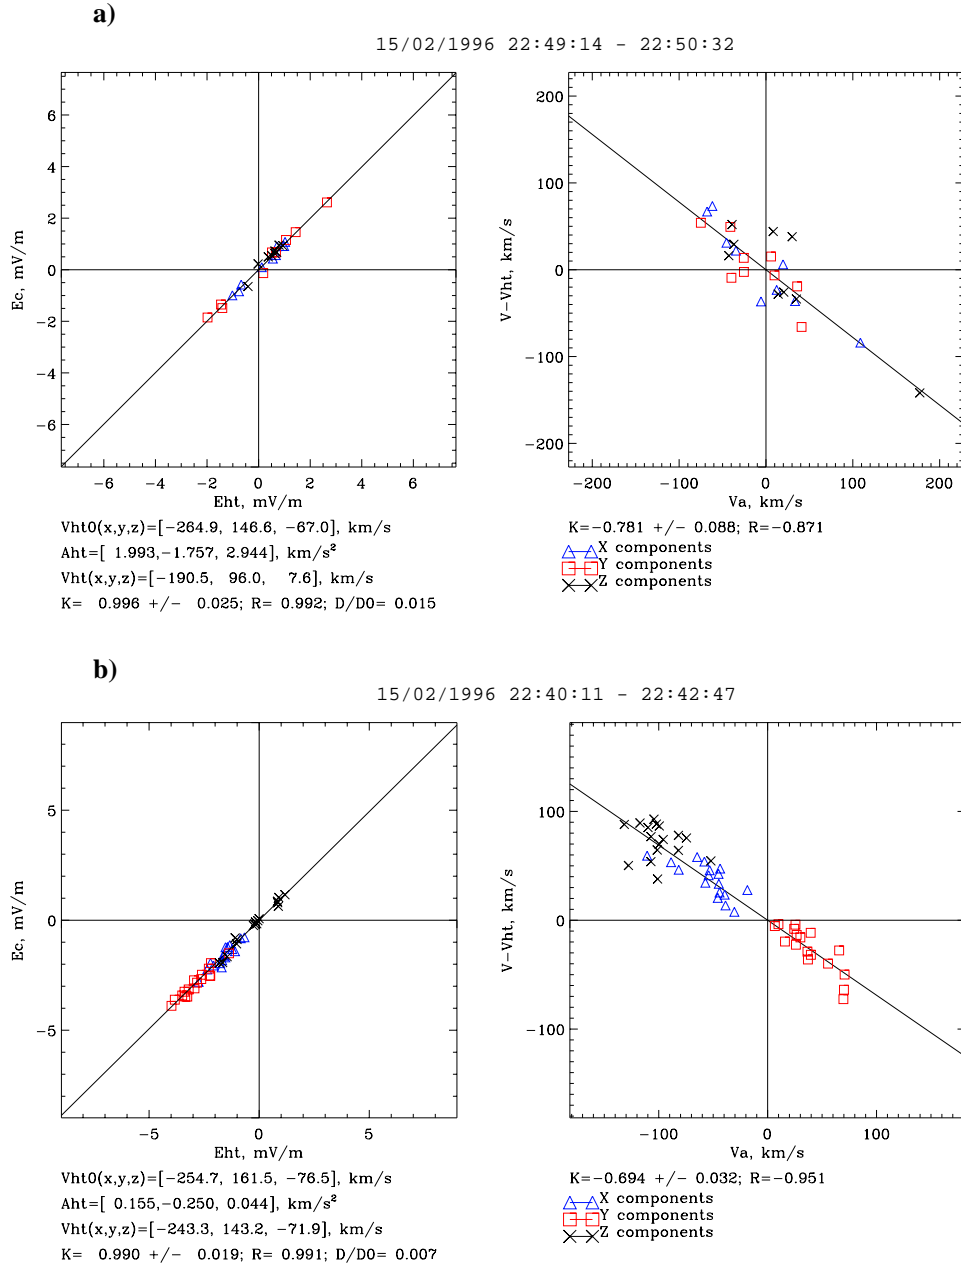 a)
15/02/1996 22:49:14 - 22:50:32
6
4
2
0
−2
−4
−6
Ec, mV/m
−6 −4 −2 0 2 4 6
Eht, mV/m
Vht0(x,y,z)=[−264.9, 146.6, −67.0], km/s
Aht=[ 1.993,−1.757, 2.944], km/s²
Vht(x,y,z)=[−190.5, 96.0, 7.6], km/s
K= 0.996 +/− 0.025; R= 0.992; D/D0= 0.015
200
100
0
−100
−200
V−Vht, km/s
−200 −100 0 100 200
Va, km/s
K=−0.781 +/− 0.088; R=−0.871
X components
Y components
Z components
b)
15/02/1996 22:40:11 - 22:42:47
5
0
−5
Ec, mV/m
−5 0 5
Eht, mV/m
Vht0(x,y,z)=[−254.7, 161.5, −76.5], km/s
Aht=[ 0.155,−0.250, 0.044], km/s²
Vht(x,y,z)=[−243.3, 143.2, −71.9], km/s
K= 0.990 +/− 0.019; R= 0.991; D/D0= 0.007
100
0
−100
V−Vht, km/s
−100 0 100
Va, km/s
K=−0.694 +/− 0.032; R=−0.951
X components
Y components
Z components